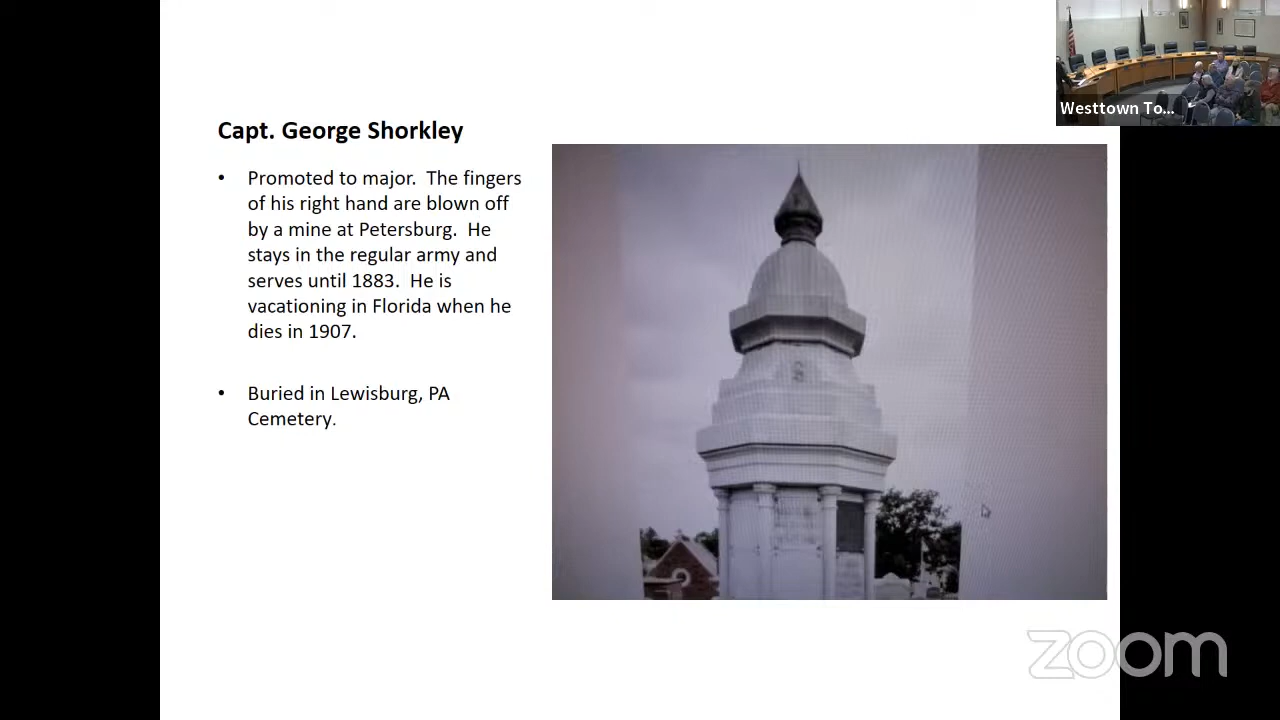 Westtown To...
Capt. George Shorkley
• Promoted to major.  The fingers
of his right hand are blown off
by a mine at Petersburg.  He
stays in the regular army and
serves until 1883.  He is
vacationing in Florida when he
dies in 1907.
• Buried in Lewisburg, PA
Cemetery.
S
zoom